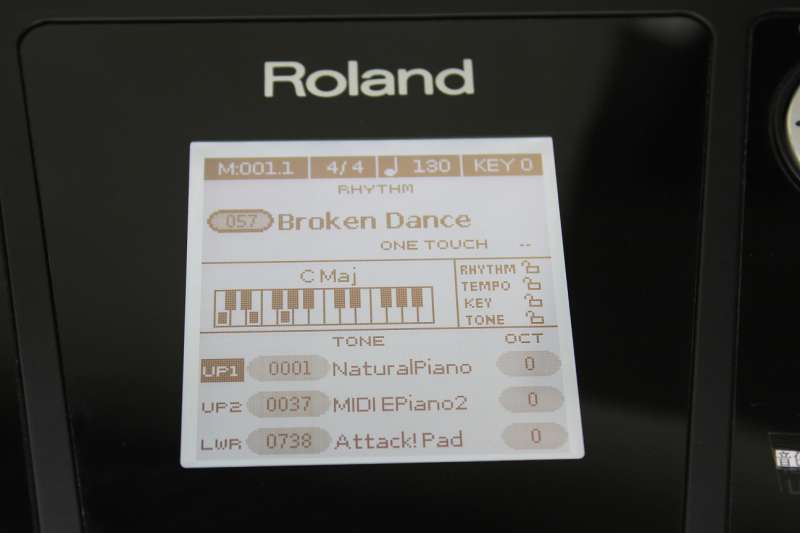 Roland
M:001.1 4/4 ♩ 130 KEY 0
RHYTHM
057 Broken Dance
ONE TOUCH --
C Maj
RHYTHM
TEMPO
KEY
TONE
TONE OCT
UP1 0001 NaturalPiano 0
UP2 0037 MIDI EPiano2 0
LWR 0738 Attack! Pad 0
音